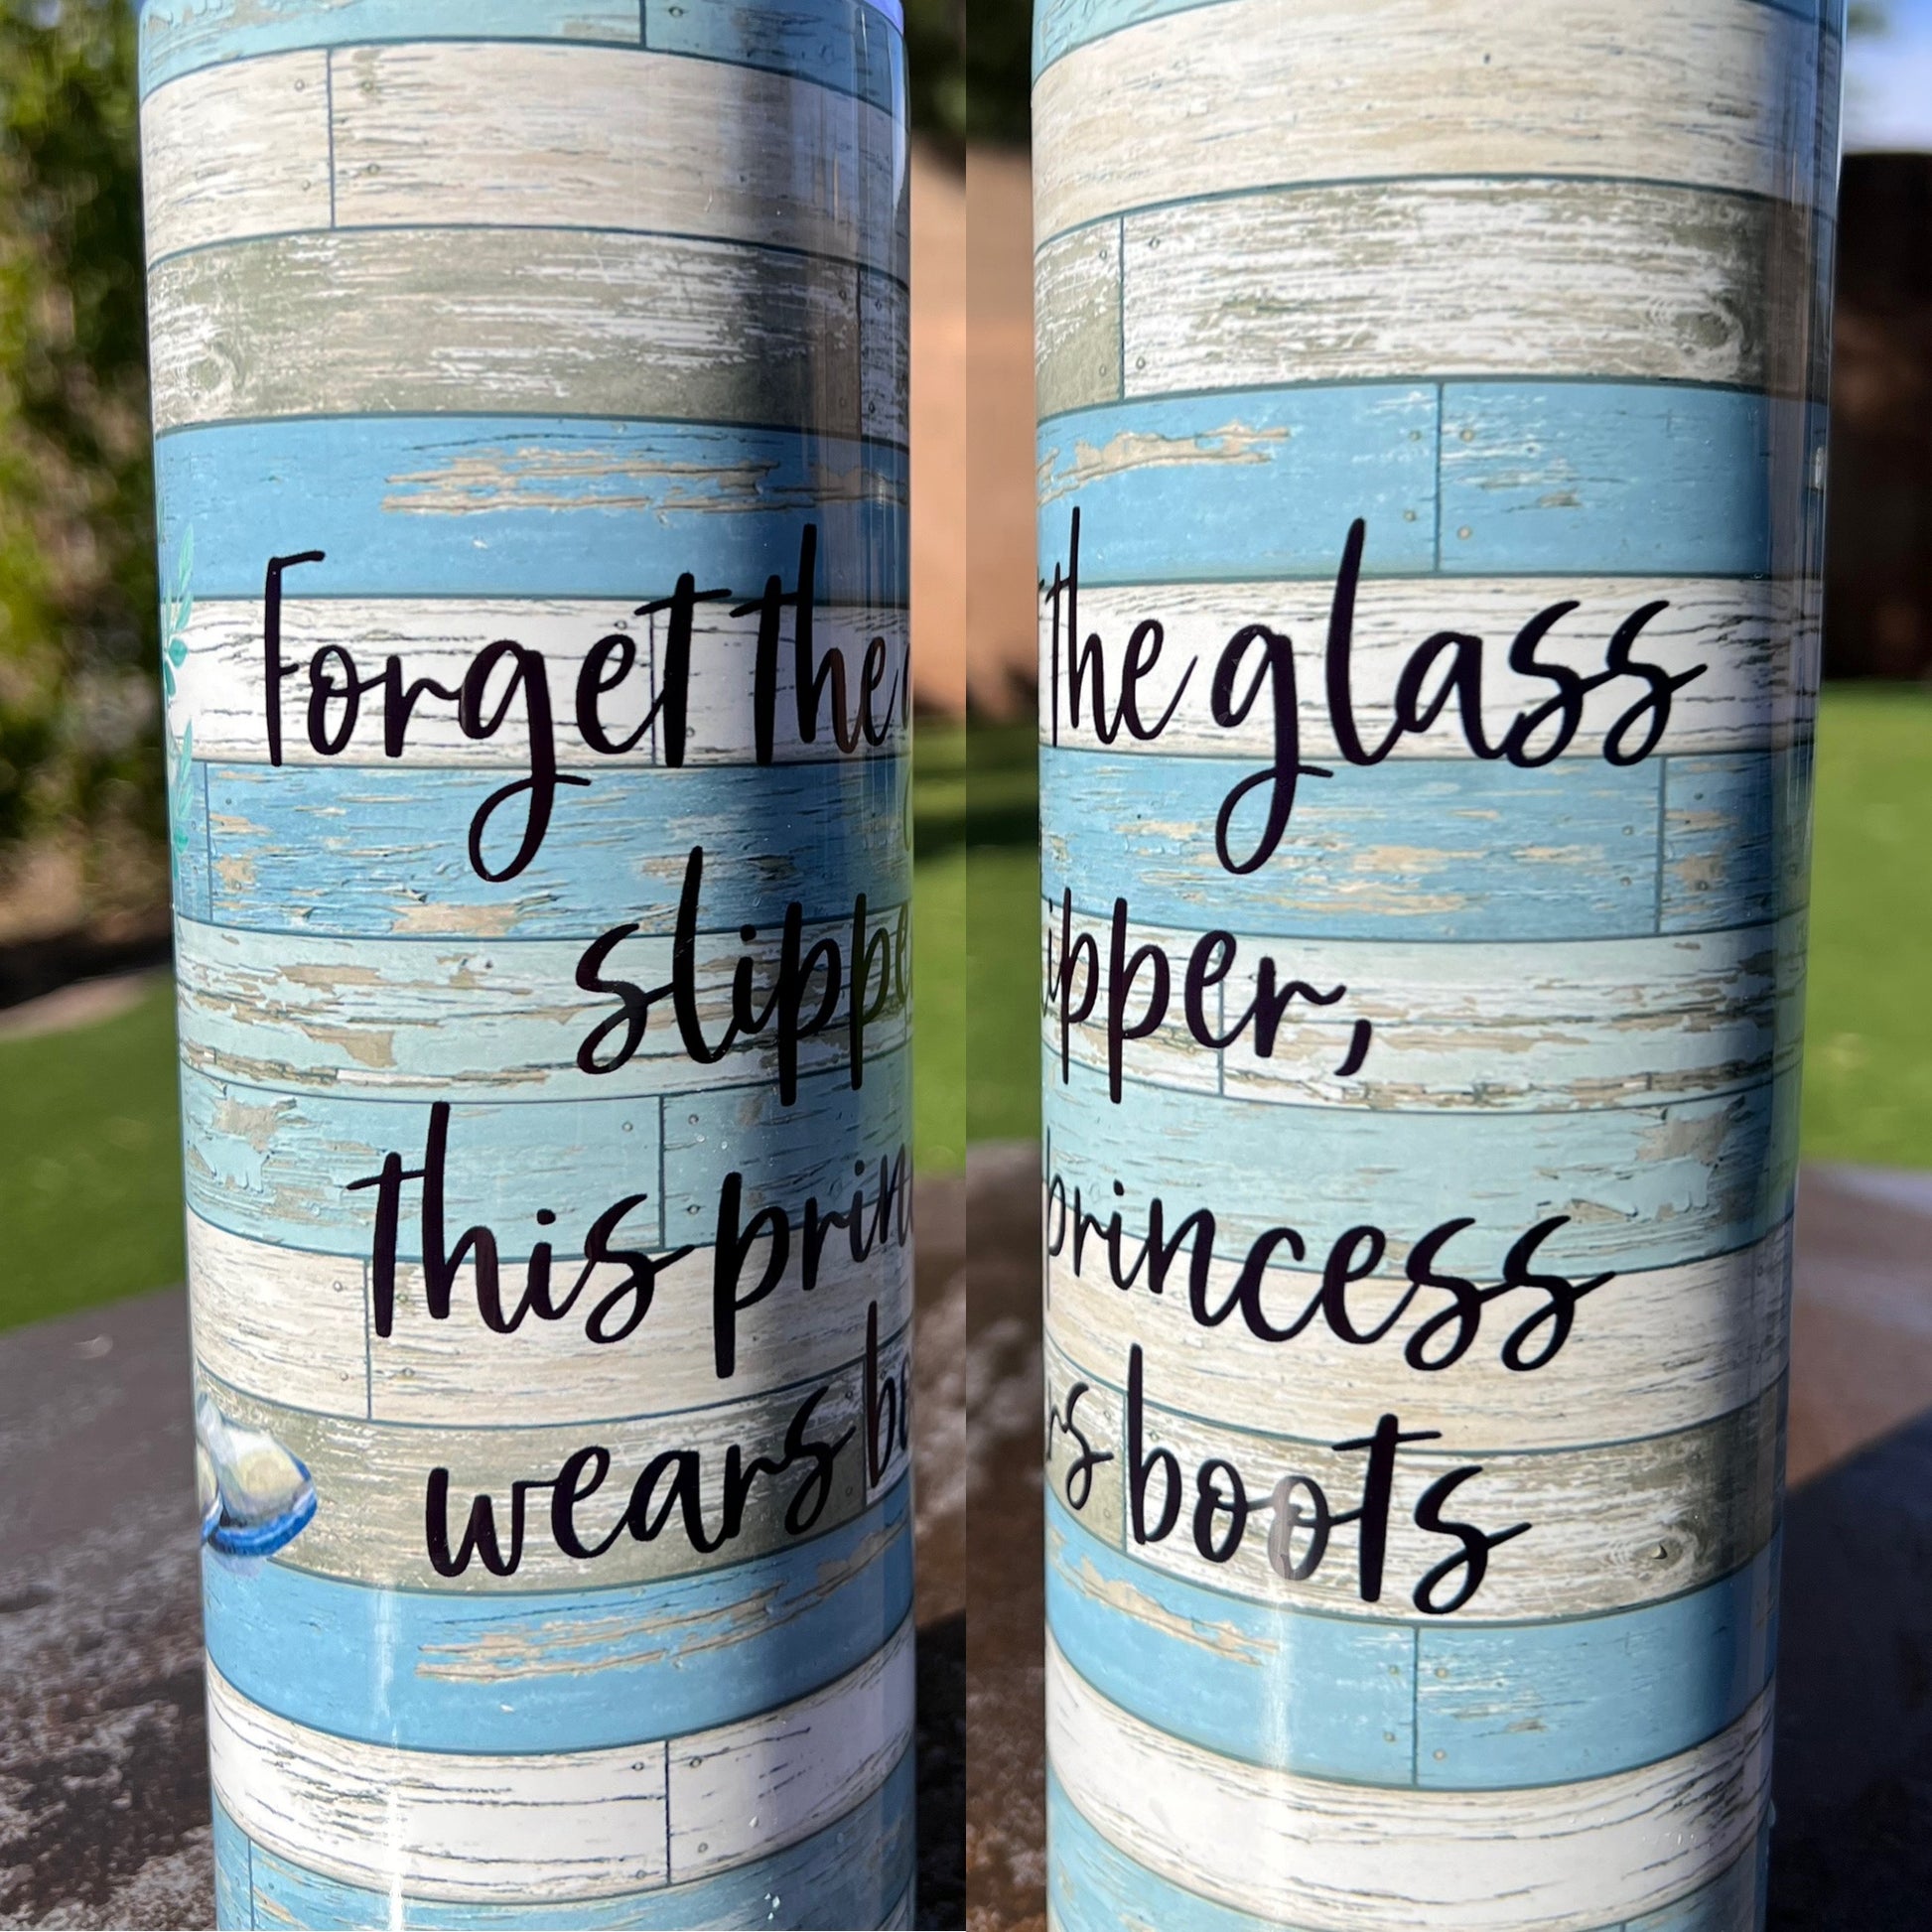 Forget the glass
slipper,
this princess
wears boots